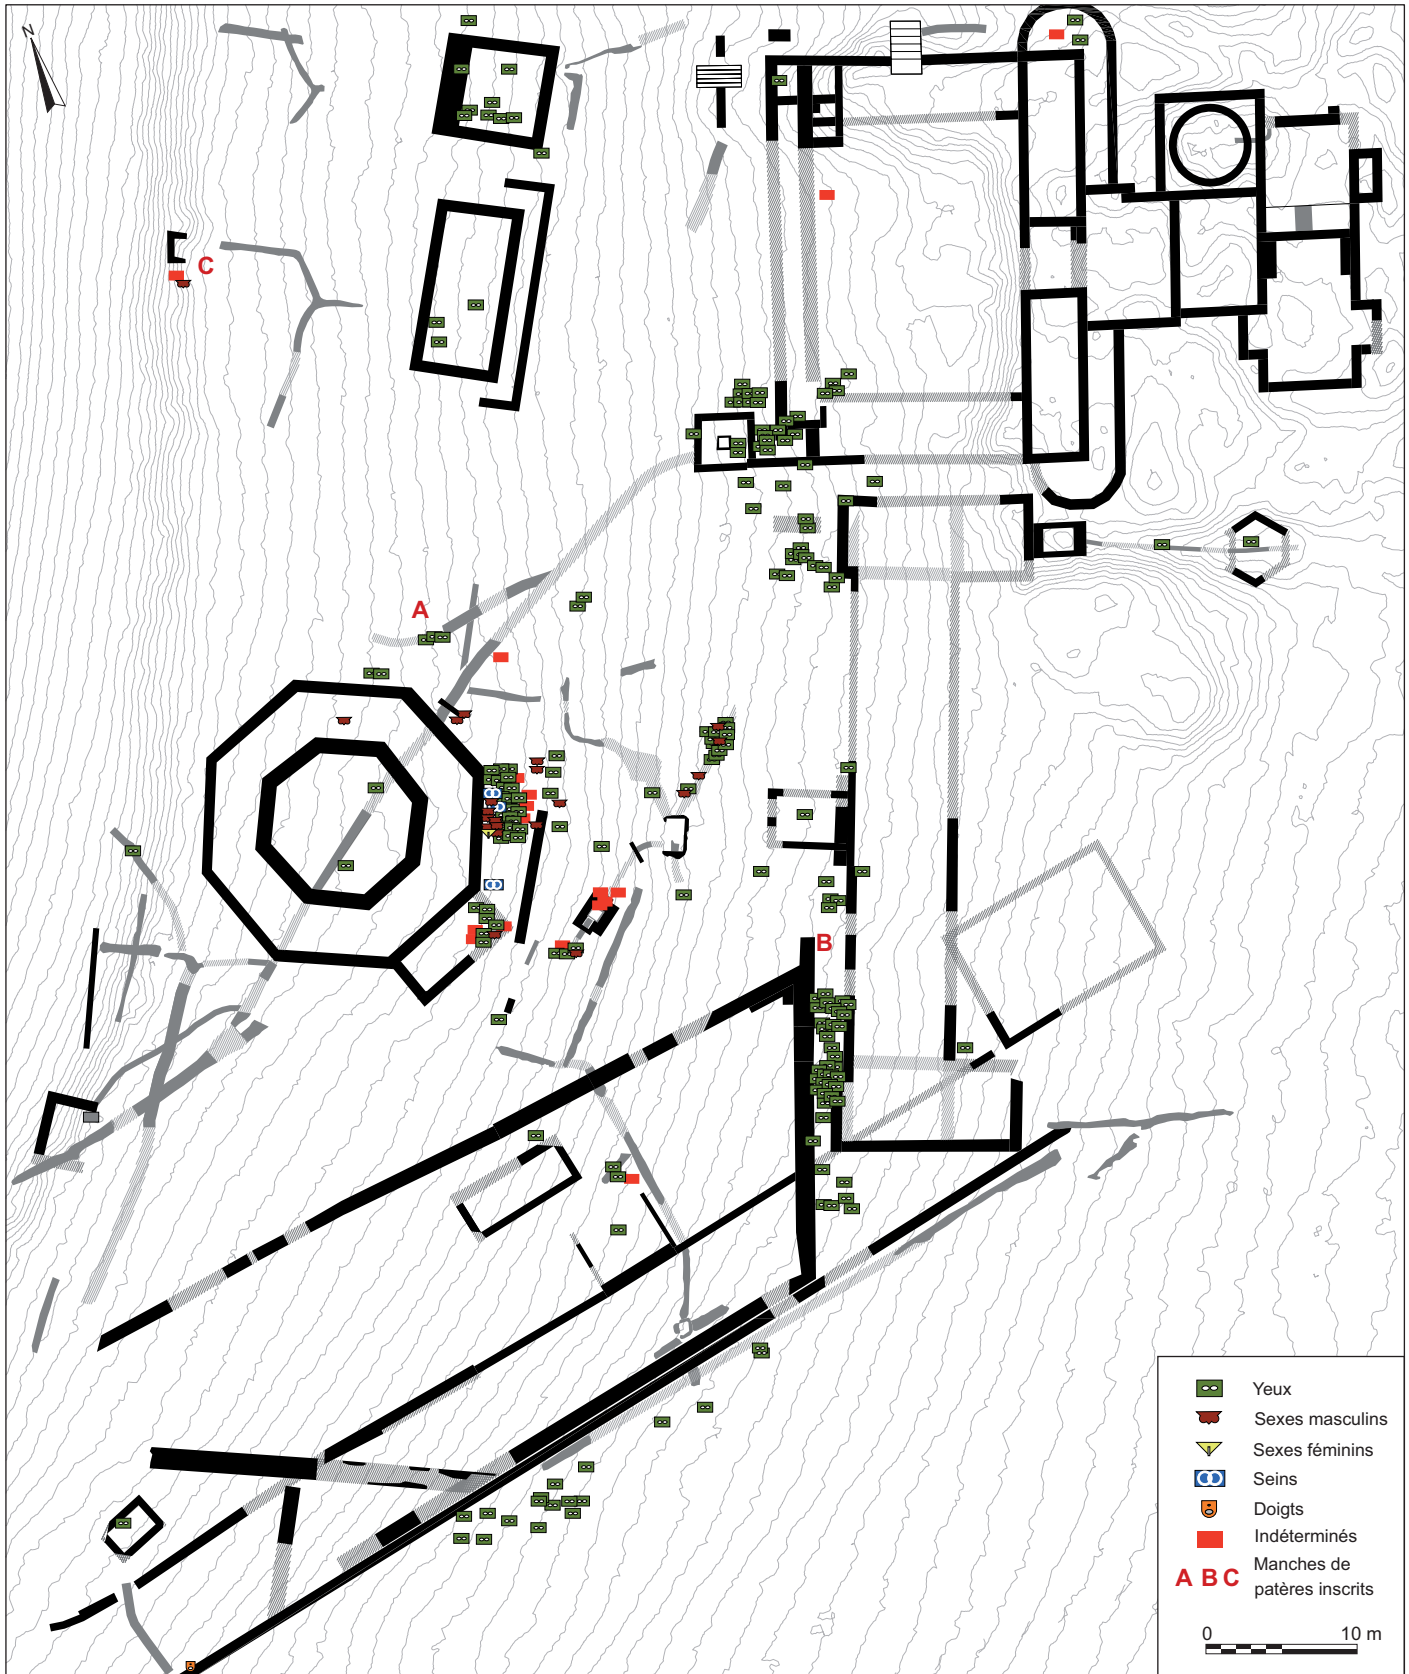 N
C
A
B
Yeux
Sexes masculins
Sexes féminins
Seins
Doigts
Indéterminés
A B C Manches de
patères inscrits
0 10 m